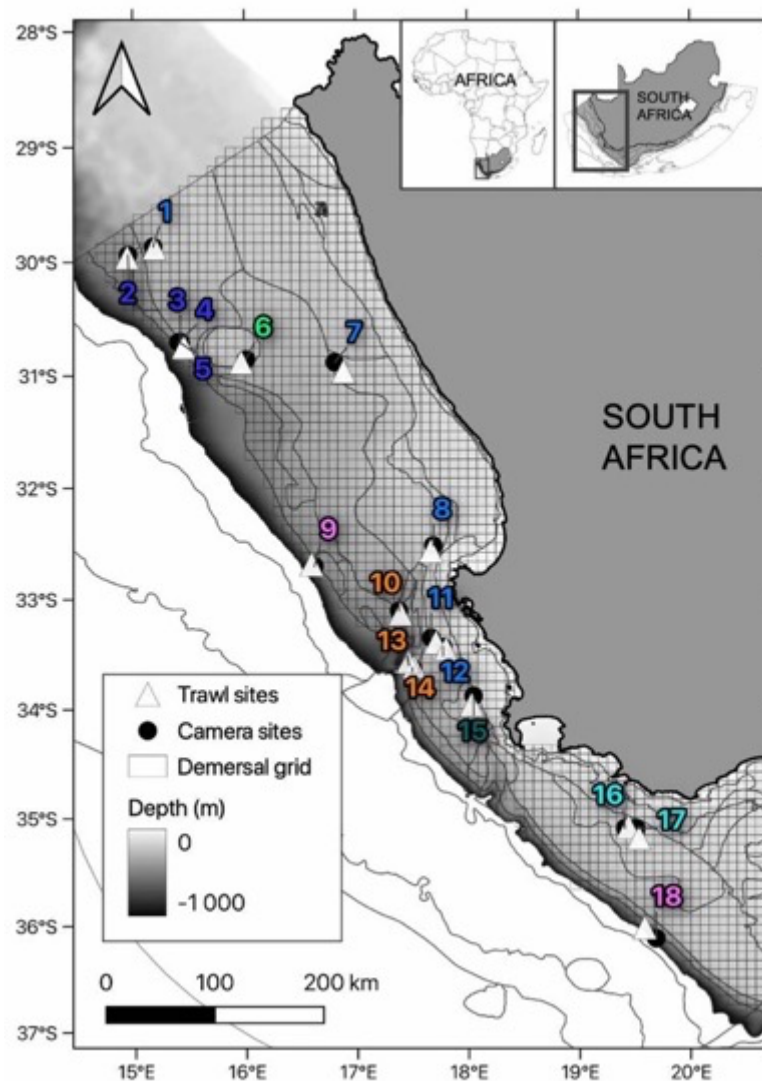 28°S
29°S
30°S
31°S
32°S
33°S
34°S
35°S
36°S
37°S
15°E
16°E
17°E
18°E
19°E
20°E
AFRICA
SOUTH
AFRICA
1
2
3
4
5
6
7
8
9
10
11
12
13
14
15
16
17
18
SOUTH
AFRICA
Trawl sites
Camera sites
Demersal grid
Depth (m)
0
-1 000
0
100
200 km